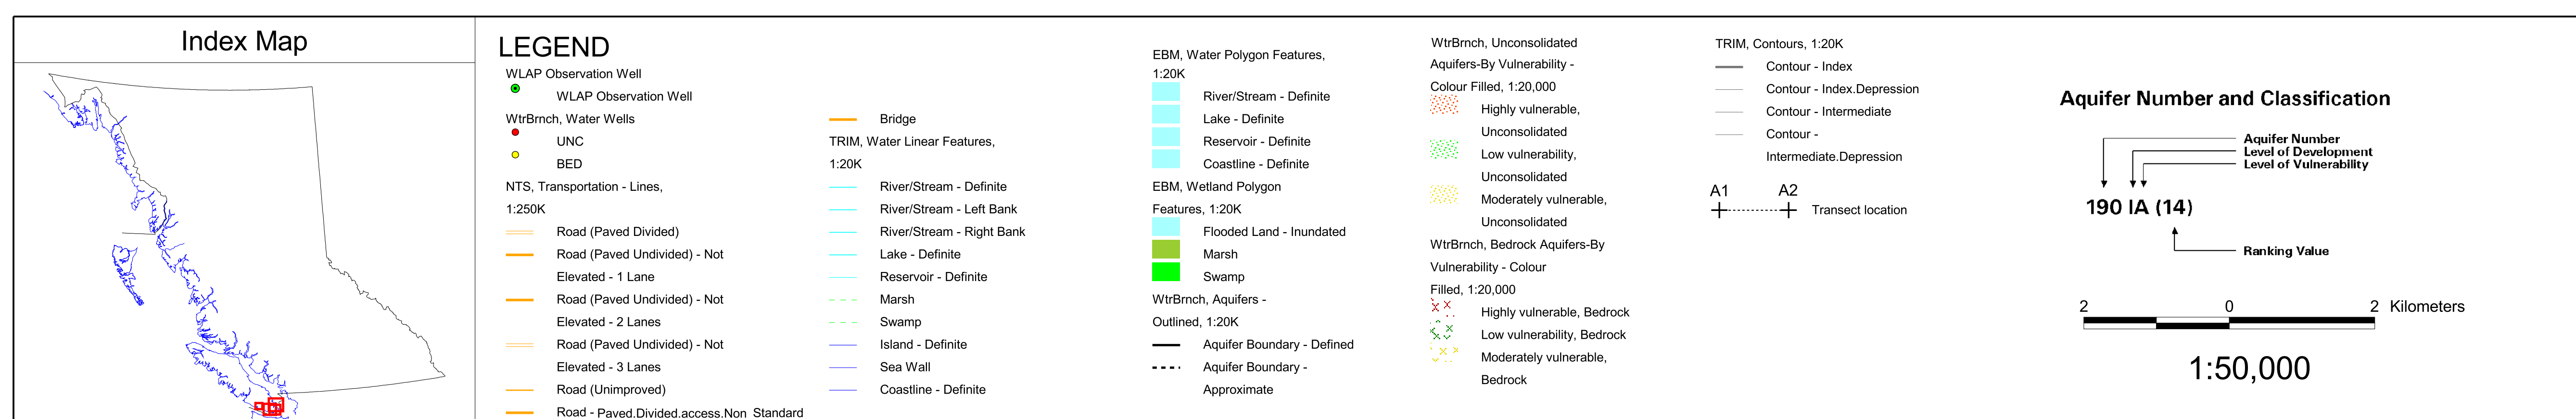 Index Map
LEGEND
WLAP Observation Well
WLAP Observation Well
WtrBrnch, Water Wells
UNC
BED
NTS, Transportation - Lines,
1:250K
Road (Paved Divided)
Road (Paved Undivided) - Not
Elevated - 1 Lane
Road (Paved Undivided) - Not
Elevated - 2 Lanes
Road (Paved Undivided) - Not
Elevated - 3 Lanes
Road (Unimproved)
Road - Paved.Divided.access.Non_Standard
Bridge
TRIM, Water Linear Features,
1:20K
River/Stream - Definite
River/Stream - Left Bank
River/Stream - Right Bank
Lake - Definite
Reservoir - Definite
Marsh
Swamp
Island - Definite
Sea Wall
Coastline - Definite
EBM, Water Polygon Features,
1:20K
River/Stream - Definite
Lake - Definite
Reservoir - Definite
Coastline - Definite
EBM, Wetland Polygon
Features, 1:20K
Flooded Land - Inundated
Marsh
Swamp
WtrBrnch, Aquifers -
Outlined, 1:20K
Aquifer Boundary - Defined
Aquifer Boundary -
Approximate
WtrBrnch, Unconsolidated
Aquifers-By Vulnerability -
Colour Filled, 1:20,000
Highly vulnerable,
Unconsolidated
Low vulnerability,
Unconsolidated
Moderately vulnerable,
Unconsolidated
WtrBrnch, Bedrock Aquifers-By
Vulnerability - Colour
Filled, 1:20,000
Highly vulnerable, Bedrock
Low vulnerability, Bedrock
Moderately vulnerable,
Bedrock
TRIM, Contours, 1:20K
Contour - Index
Contour - Index.Depression
Contour - Intermediate
Contour -
Intermediate.Depression
A1 A2
Transect location
Aquifer Number and Classification
Aquifer Number
Level of Development
Level of Vulnerability
190 IA (14)
Ranking Value
2 0 2 Kilometers
1:50,000